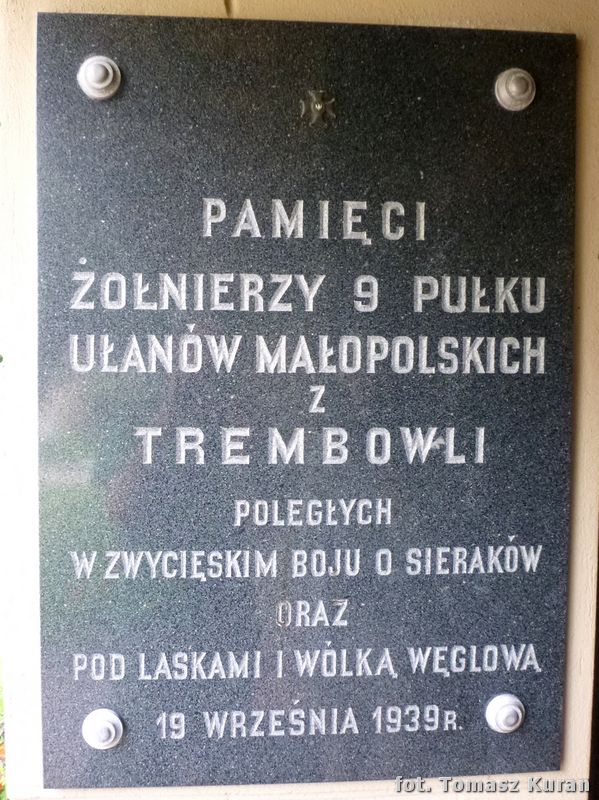 PAMIĘCI
ŻOŁNIERZY 9 PUŁKU
UŁANÓW MAŁOPOLSKICH
Z
TREMBOWLI
POLEGŁYCH
W ZWYCIĘSKIM BOJU O SIERAKÓW
ORAZ
POD LASKAMI I WÓLKĄ WĘGLOWĄ
19 WRZEŚNIA 1939 R.
fot. Tomasz Kuran